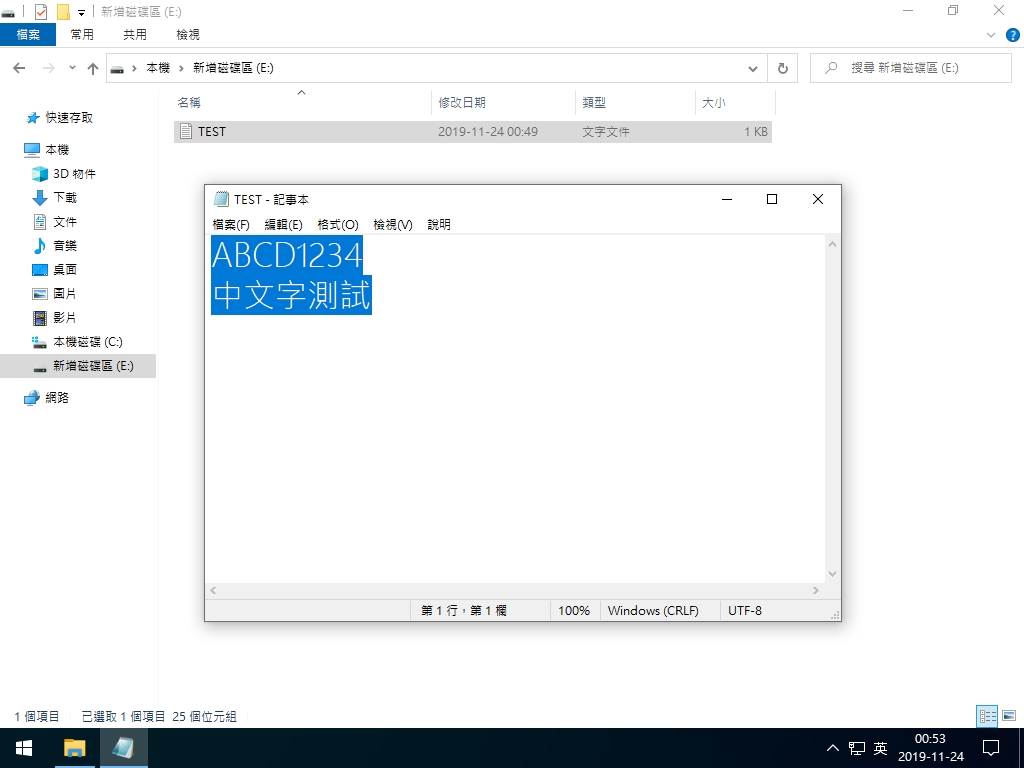 新增磁碟區 (E:)
檔案 常用 共用 檢視
本機 新增磁碟區 (E:) 搜尋 新增磁碟區 (E:)
名稱 修改日期 類型 大小
TEST 2019-11-24 00:49 文字文件 1 KB
快速存取
本機
3D 物件
下載
文件
音樂
桌面
圖片
影片
本機磁碟 (C:)
新增磁碟區 (E:)
網路
TEST - 記事本
檔案(F) 編輯(E) 格式(O) 檢視(V) 說明
ABCD1234
中文字測試
第 1 行，第 1 欄 100% Windows (CRLF) UTF-8
1 個項目 已選取 1 個項目 25 個位元組
英 00:53
2019-11-24